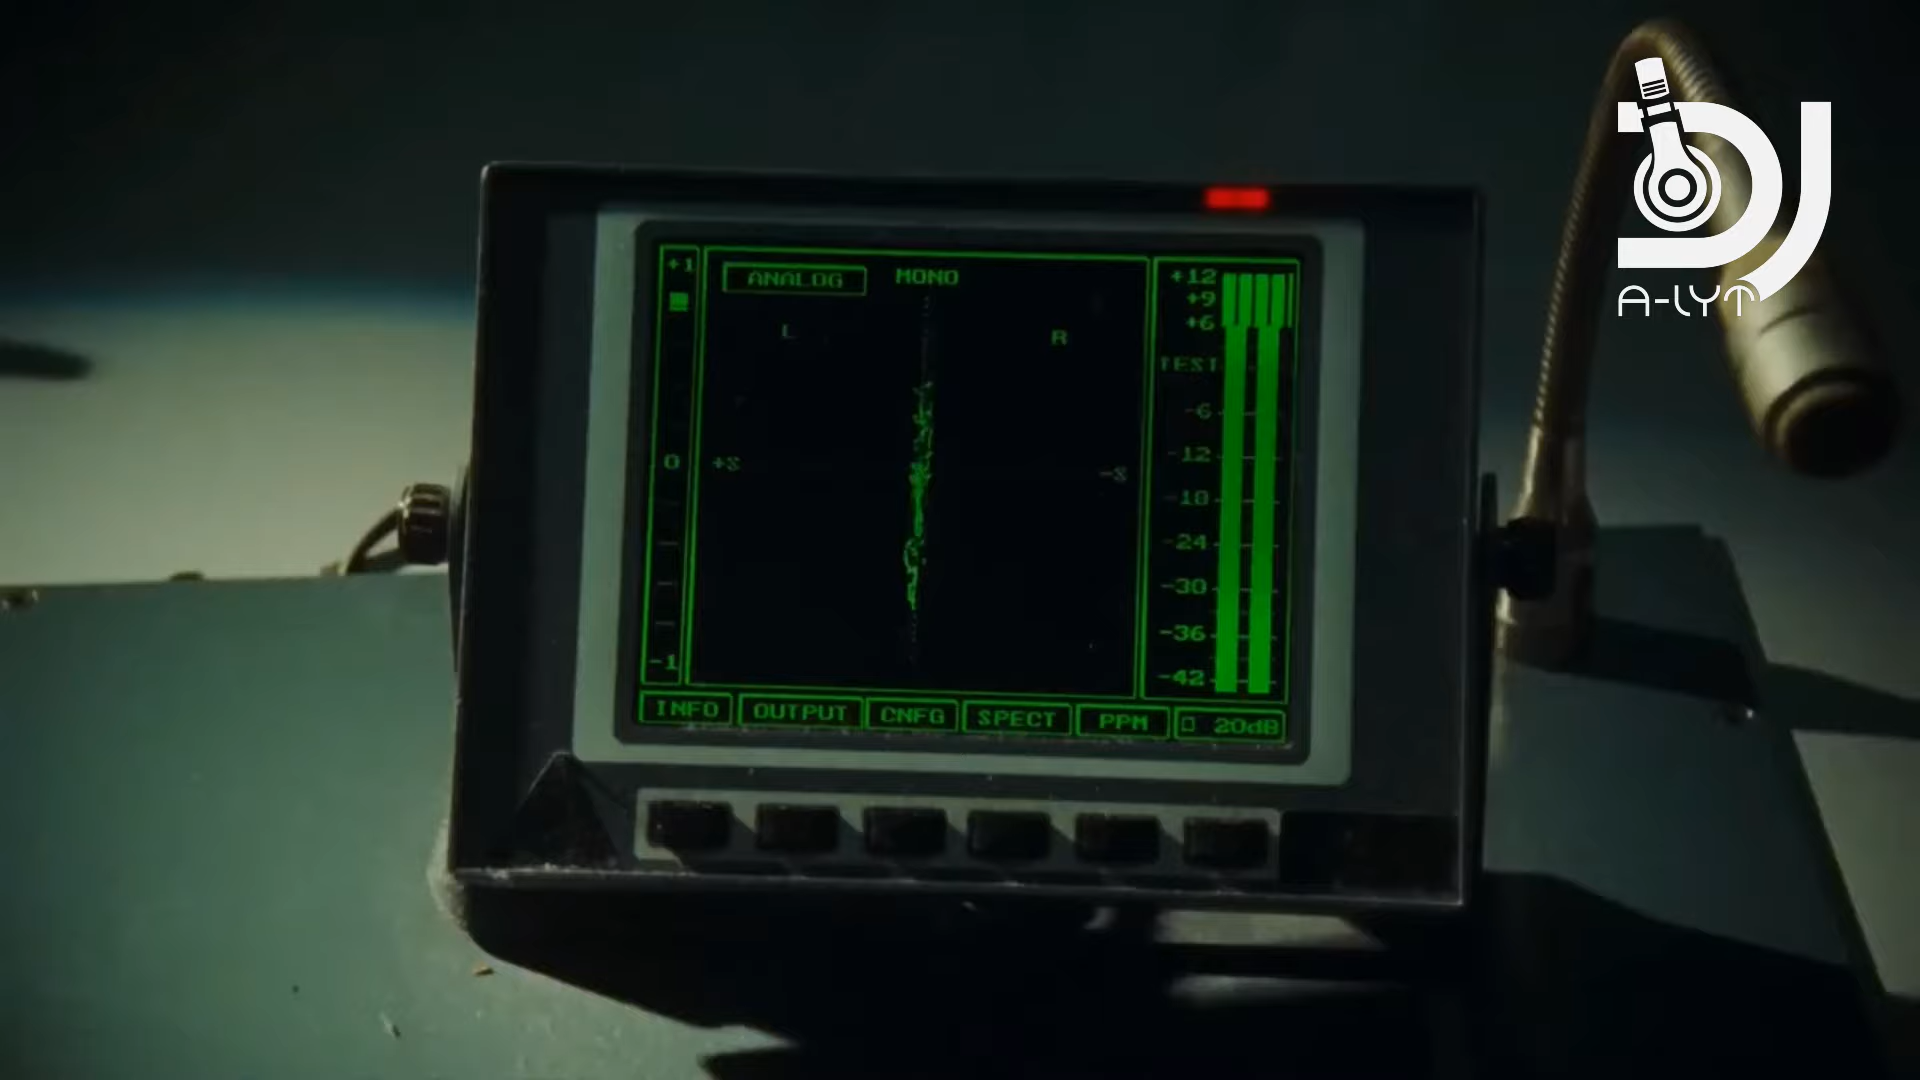 +1
0
-1
ANALOG MONO
L R
+S -S
+12
+9
+6
TEST
-6
-12
-18
-24
-30
-36
-42
INFO OUTPUT CNFG SPECT PPM 20dB
DJ
A-LYT